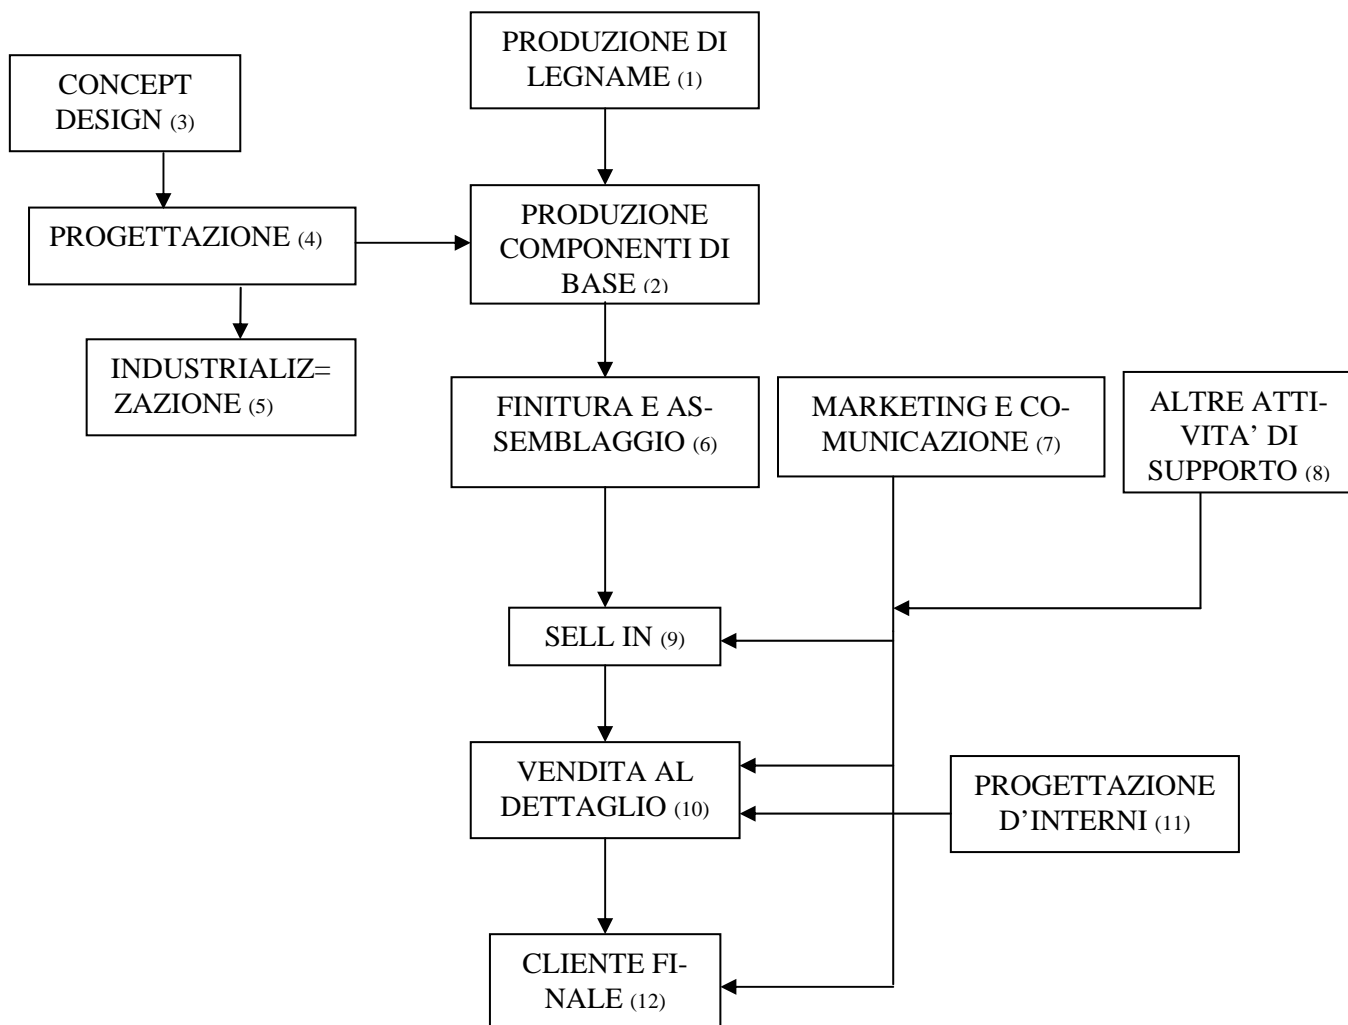 PRODUZIONE DI
LEGNAME (1)
CONCEPT
DESIGN (3)
PROGETTAZIONE (4)
PRODUZIONE
COMPONENTI DI
BASE (2)
INDUSTRIALIZ=
ZAZIONE (5)
FINITURA E AS-
SEMBLAGGIO (6)
MARKETING E CO-
MUNICAZIONE (7)
ALTRE ATTI-
VITA’ DI
SUPPORTO (8)
SELL IN (9)
VENDITA AL
DETTAGLIO (10)
PROGETTAZIONE
D’INTERNI (11)
CLIENTE FI-
NALE (12)